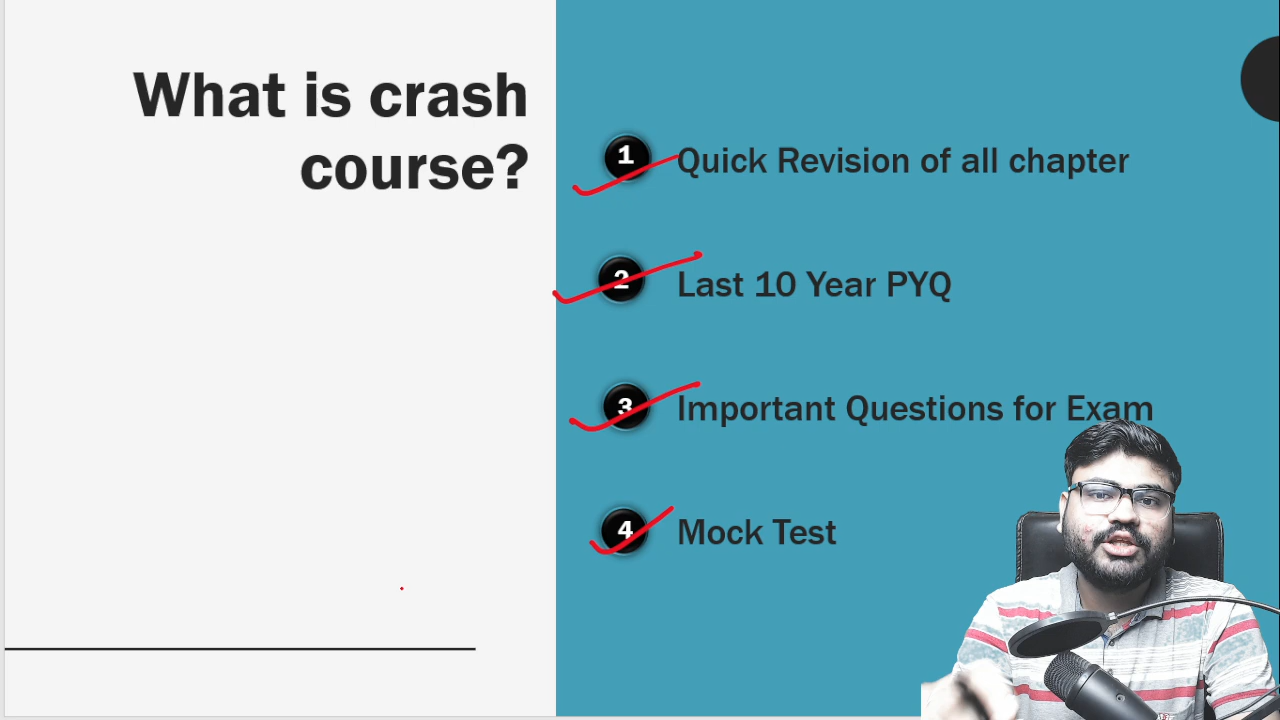 What is crash
course?
1 Quick Revision of all chapter
2 Last 10 Year PYQ
3 Important Questions for Exam
4 Mock Test